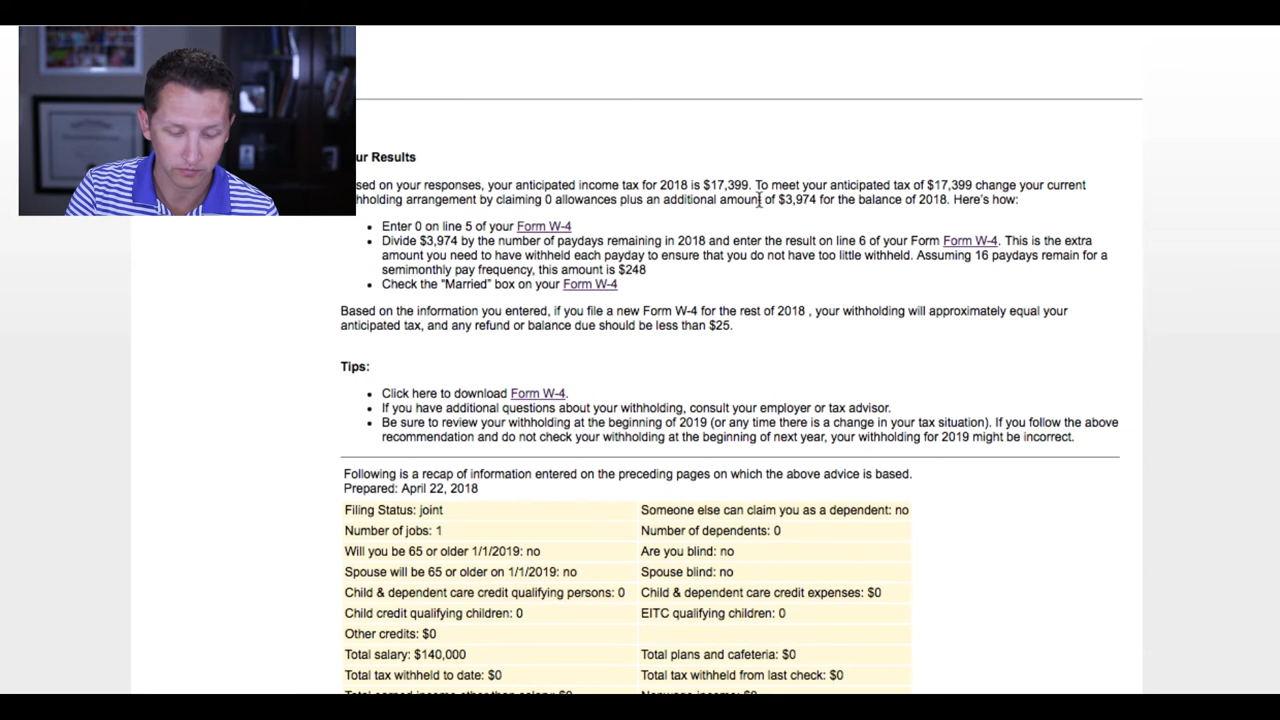 ur Results
sed on your responses, your anticipated income tax for 2018 is $17,399. To meet your anticipated tax of $17,399 change your current
hholding arrangement by claiming 0 allowances plus an additional amount of $3,974 for the balance of 2018. Here's how:
• Enter 0 on line 5 of your Form W-4
• Divide $3,974 by the number of paydays remaining in 2018 and enter the result on line 6 of your Form Form W-4. This is the extra
amount you need to have withheld each payday to ensure that you do not have too little withheld. Assuming 16 paydays remain for a
semimonthly pay frequency, this amount is $248
• Check the "Married" box on your Form W-4
Based on the information you entered, if you file a new Form W-4 for the rest of 2018 , your withholding will approximately equal your
anticipated tax, and any refund or balance due should be less than $25.
Tips:
• Click here to download Form W-4.
• If you have additional questions about your withholding, consult your employer or tax advisor.
• Be sure to review your withholding at the beginning of 2019 (or any time there is a change in your tax situation). If you follow the above
recommendation and do not check your withholding at the beginning of next year, your withholding for 2019 might be incorrect.
Following is a recap of information entered on the preceding pages on which the above advice is based.
Prepared: April 22, 2018
Filing Status: joint Someone else can claim you as a dependent: no
Number of jobs: 1 Number of dependents: 0
Will you be 65 or older 1/1/2019: no Are you blind: no
Spouse will be 65 or older on 1/1/2019: no Spouse blind: no
Child & dependent care credit qualifying persons: 0 Child & dependent care credit expenses: $0
Child credit qualifying children: 0 EITC qualifying children: 0
Other credits: $0
Total salary: $140,000 Total plans and cafeteria: $0
Total tax withheld to date: $0 Total tax withheld from last check: $0
Total earned income other than salary: $0 Nonwage income: $0